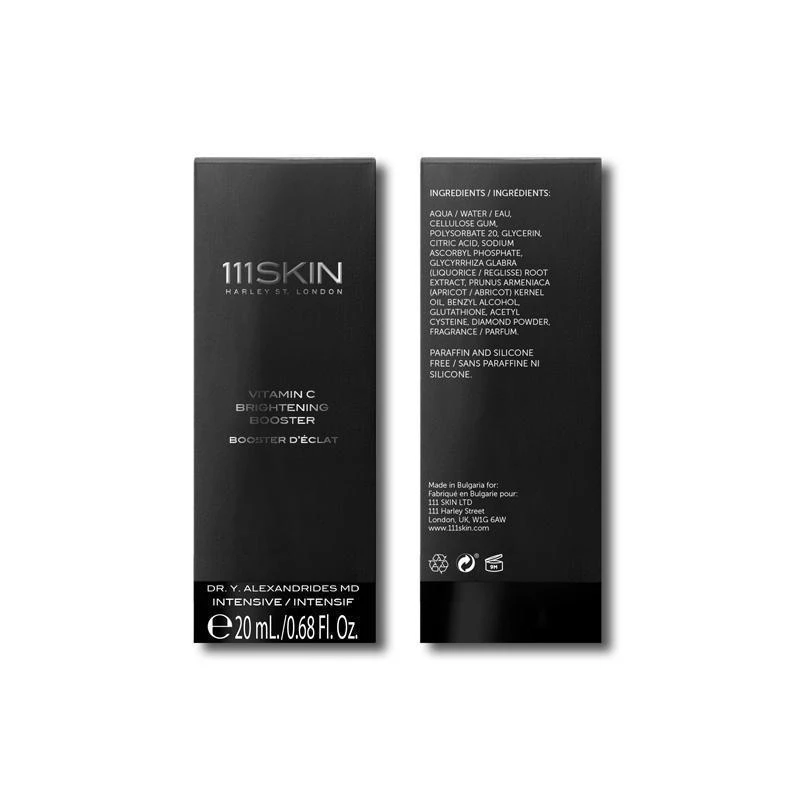 111SKIN
HARLEY ST. LONDON
VITAMIN C
BRIGHTENING
BOOSTER
BOOSTER D'ÉCLAT
DR. Y. ALEXANDRIDES MD
INTENSIVE / INTENSIF
℮ 20 mL./0.68 Fl. Oz.
INGREDIENTS / INGRÉDIENTS:
AQUA / WATER / EAU,
CELLULOSE GUM,
POLYSORBATE 20, GLYCERIN,
CITRIC ACID, SODIUM
ASCORBYL PHOSPHATE,
GLYCYRRHIZA GLABRA
(LIQUORICE / REGLISSE) ROOT
EXTRACT, PRUNUS ARMENIACA
(APRICOT / ABRICOT) KERNEL
OIL, BENZYL ALCOHOL,
GLUTATHIONE, ACETYL
CYSTEINE, DIAMOND POWDER,
FRAGRANCE / PARFUM.
PARAFFIN AND SILICONE
FREE / SANS PARAFFINE NI
SILICONE.
Made in Bulgaria for:
Fabriqué en Bulgarie pour:
111 SKIN LTD
111 Harley Street
London, UK, W1G 6AW
www.111skin.com
9M